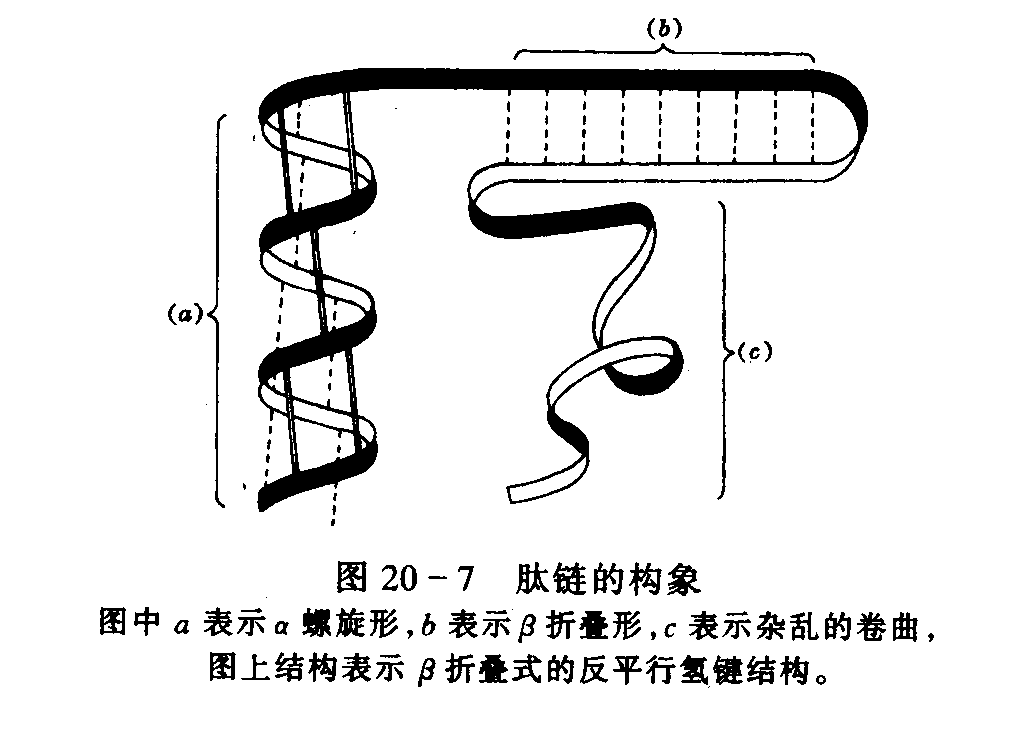 (b)
(a)
(c)
图 20-7 肽链的构象
图中 a 表示 α 螺旋形,b 表示 β 折叠形,c 表示杂乱的卷曲,
图上结构表示 β 折叠式的反平行氢键结构。